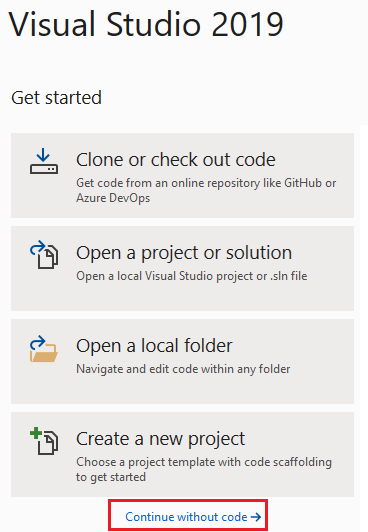 Visual Studio 2019
Get started
Clone or check out code
Get code from an online repository like GitHub or
Azure DevOps
Open a project or solution
Open a local Visual Studio project or .sln file
Open a local folder
Navigate and edit code within any folder
Create a new project
Choose a project template with code scaffolding
to get started
Continue without code →